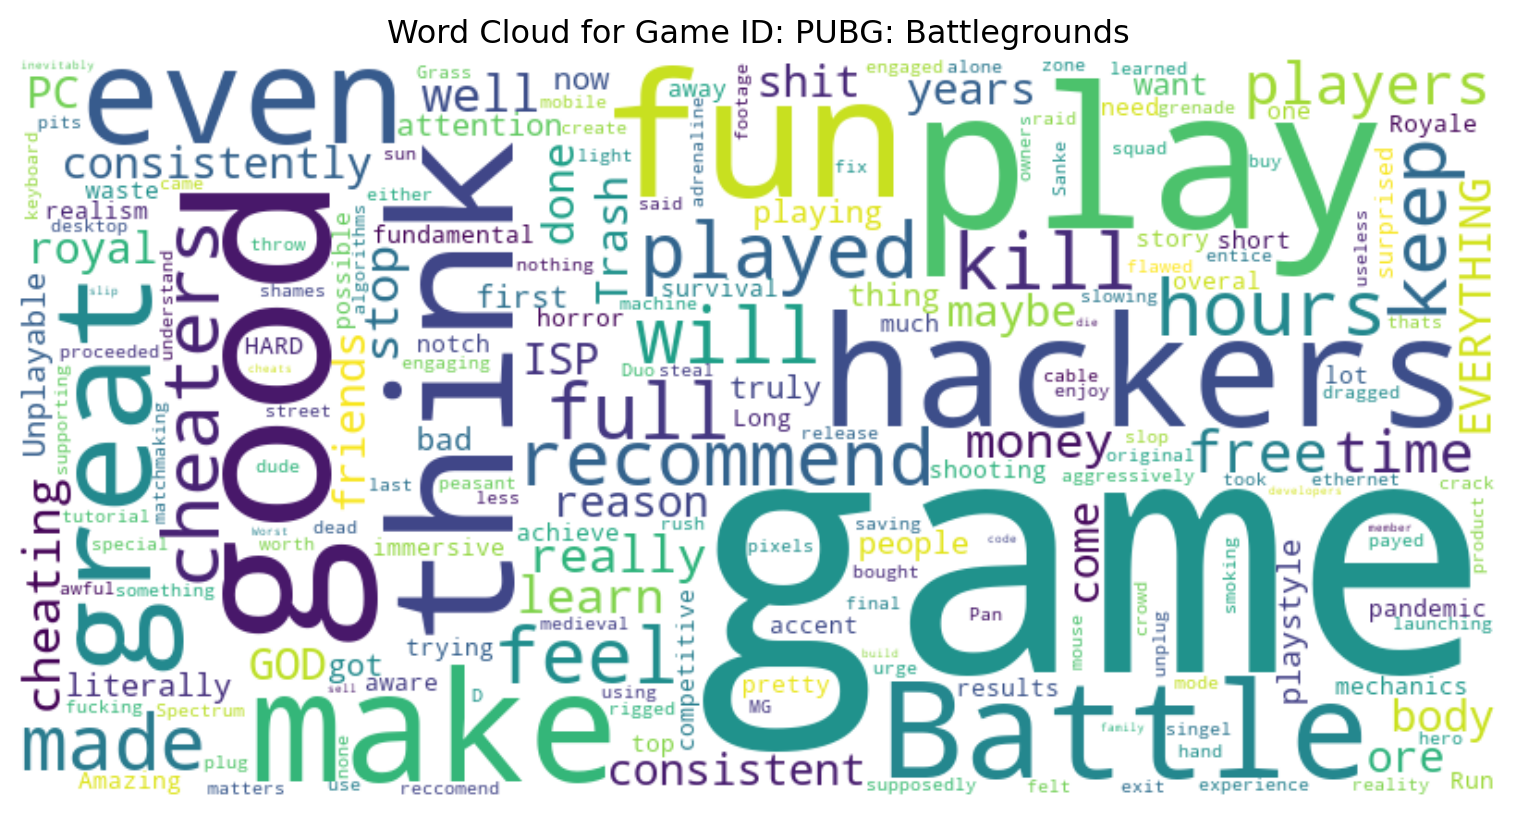 Word Cloud for Game ID: PUBG: Battlegrounds
inevitably
PC
even
Grass
well
now
mobile
fun
away
footage
shit
engaged
alone
years
zone
learned
want
players
pits
attention
create
adrenaline
play
raid
need
grenade
one
Royale
keyboard
consistently
sun
done
light
fix
owners
Sanke
squad
buy
keep
waste
came
either
think
Trash
said
playing
surprised
EVERYTHING
realism
desktop
good
possible
algorithms
fundamental
played
kill
story
short
useless
royal
cheaters
throw
stop
nothing
survival
flawed
entice
Unplayable
great
slip
understand
shames
first
machine
thing
maybe
slowing
overal
hours
horror
will
much
die
hackers
thats
proceeded
HARD
friends
notch
ISP
Duo
steal
truly
cable
enjoy
lot
dragged
supporting
cheats
engaging
matchmaking
street
full
Long
bad
release
recommend
money
slop
original
free
time
dude
last
peasant
less
reason
shooting
aggressively
took
ethernet
developers
crack
cheating
tutorial
Worst
dead
achieve
rush
game
saving
code
come
member
payed
product
special
worth
immersive
really
pixels
people
bought
smoking
playstyle
awful
something
learn
competitive
final
Pan
crowd
pandemic
launching
medieval
accent
mouse
unplug
trying
feel
build
urge
GOD
got
sell
aware
D
using
pretty
MG
results
mode
mechanics
literally
fucking
Spectrum
make
rigged
Battle
family
singel
body
hero
made
plug
none
top
hand
ore
Amazing
matters
use
reccomend
consistent
supposedly
felt
exit
experience
reality
Run